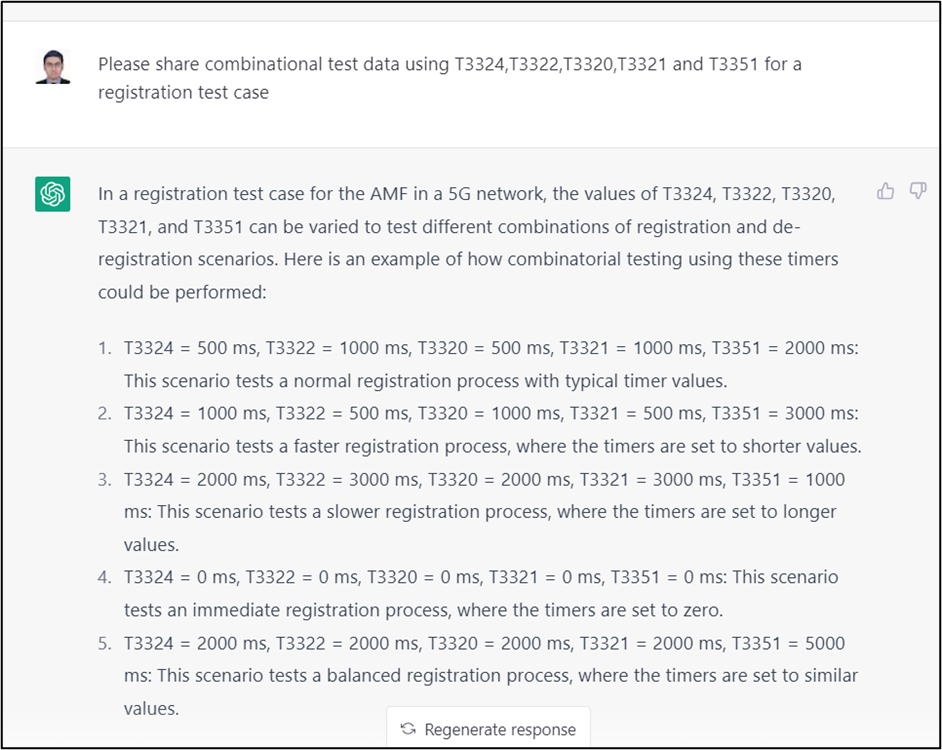 Please share combinational test data using T3324,T3322,T3320,T3321 and T3351 for a
registration test case
In a registration test case for the AMF in a 5G network, the values of T3324, T3322, T3320,
T3321, and T3351 can be varied to test different combinations of registration and de-
registration scenarios. Here is an example of how combinatorial testing using these timers
could be performed:
1. T3324 = 500 ms, T3322 = 1000 ms, T3320 = 500 ms, T3321 = 1000 ms, T3351 = 2000 ms:
This scenario tests a normal registration process with typical timer values.
2. T3324 = 1000 ms, T3322 = 500 ms, T3320 = 1000 ms, T3321 = 500 ms, T3351 = 3000 ms:
This scenario tests a faster registration process, where the timers are set to shorter values.
3. T3324 = 2000 ms, T3322 = 3000 ms, T3320 = 2000 ms, T3321 = 3000 ms, T3351 = 1000
ms: This scenario tests a slower registration process, where the timers are set to longer
values.
4. T3324 = 0 ms, T3322 = 0 ms, T3320 = 0 ms, T3321 = 0 ms, T3351 = 0 ms: This scenario
tests an immediate registration process, where the timers are set to zero.
5. T3324 = 2000 ms, T3322 = 2000 ms, T3320 = 2000 ms, T3321 = 2000 ms, T3351 = 5000
ms: This scenario tests a balanced registration process, where the timers are set to similar
values.
Regenerate response